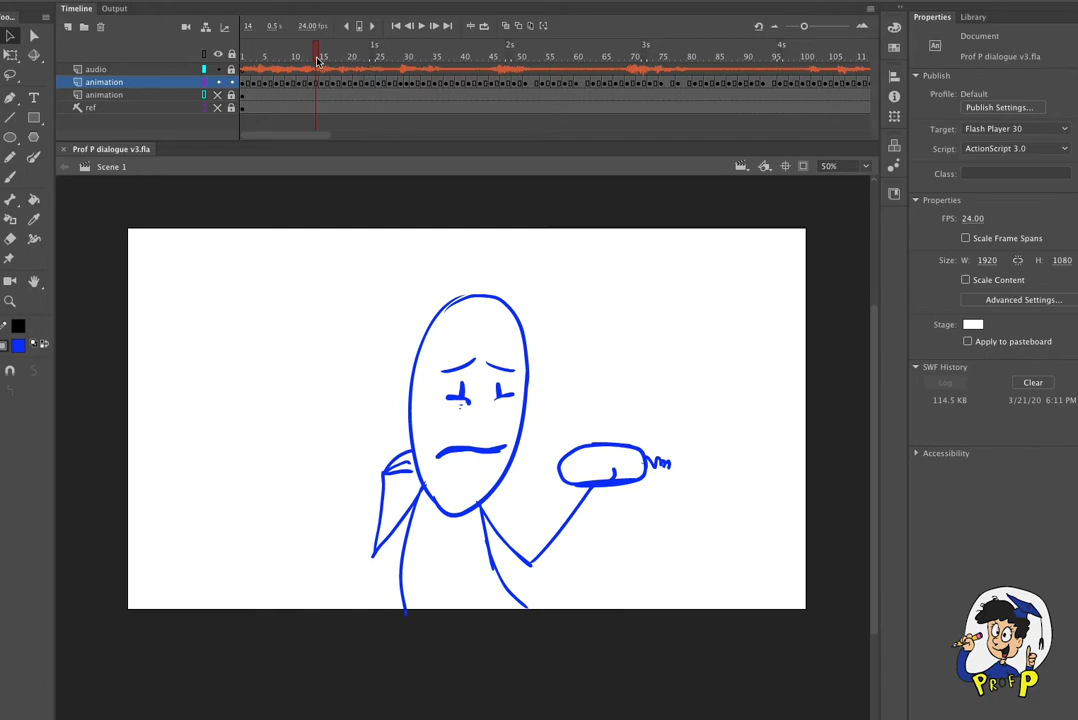 Too...
Timeline Output
14 0.5 s 24.00 fps
1s 2s 3s 4s
1 5 10 15 20 25 30 35 40 45 50 55 60 65 70 75 80 85 90 95 100 105 11
audio
animation
animation
ref
Prof P dialogue v3.fla
Scene 1
50%
Properties Library
Document
An
Prof P dialogue v3.fla
Publish
Profile: Default
Publish Settings...
Target: Flash Player 30
Script: ActionScript 3.0
Class:
Properties
FPS: 24.00
Scale Frame Spans
Size: W: 1920 H: 1080
Scale Content
Advanced Settings...
Stage:
Apply to pasteboard
SWF History
Log Clear
114.5 KB 3/21/20 6:11 PM
Accessibility
PROF P